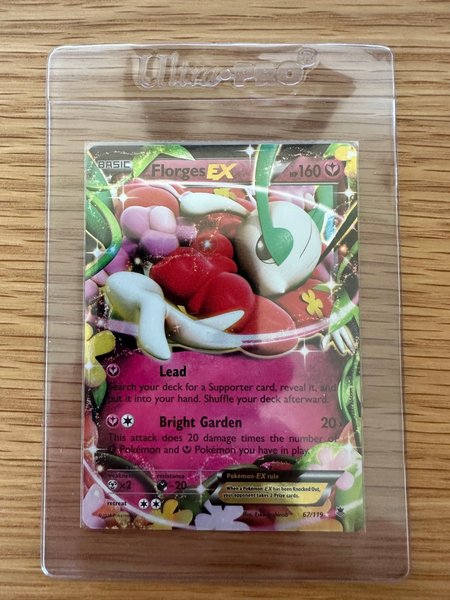 Ultra•PRO®
BASIC Florges EX HP160
Lead
Search your deck for a Supporter card, reveal it, and
put it into your hand. Shuffle your deck afterward.
Bright Garden 20×
This attack does 20 damage times the number of
Pokémon and Pokémon you have in play.
weakness resistance
×2 -20
retreat
Pokémon-EX rule
When a Pokémon-EX has been Knocked Out,
your opponent takes 2 Prize cards.
67/119